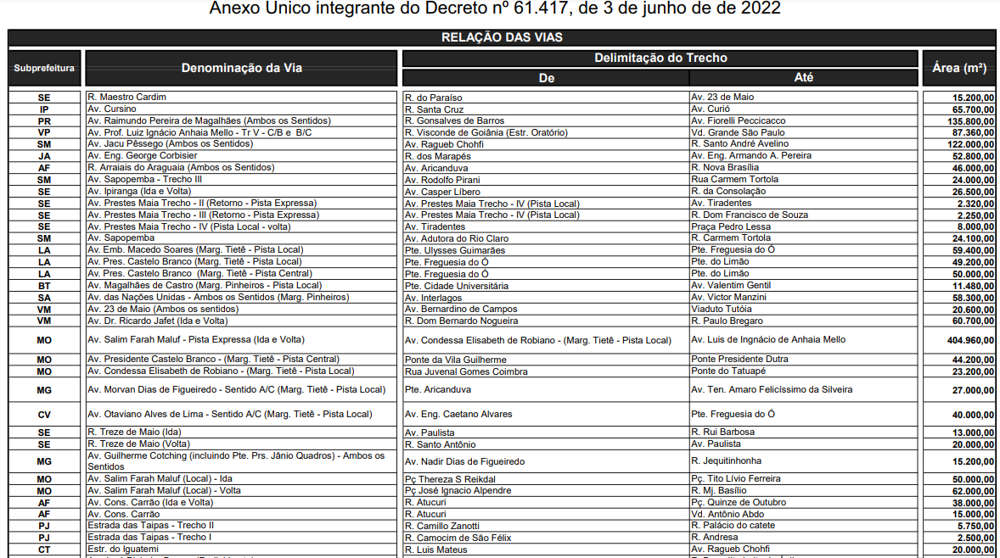 Anexo Único integrante do Decreto nº 61.417, de 3 de junho de de 2022
RELAÇÃO DAS VIAS
Subprefeitura Denominação da Via Delimitação do Trecho Área (m²)
De Até
SE R. Maestro Cardim R. do Paraíso Av. 23 de Maio 15.200,00
IP Av. Cursino R. Santa Cruz Av. Curió 65.700,00
PR Av. Raimundo Pereira de Magalhães (Ambos os Sentidos) R. Gonsalves de Barros Av. Fiorelli Peccicacco 135.800,00
VP Av. Prof. Luiz Ignácio Anhaia Mello - Tr V - C/B e B/C R. Visconde de Goiânia (Estr. Oratório) Vd. Grande São Paulo 87.360,00
SM Av. Jacu Pêssego (Ambos os Sentidos) Av. Ragueb Chohfi R. Santo André Avelino 122.000,00
JA Av. Eng. George Corbisier R. dos Marapés Av. Eng. Armando A. Pereira 52.800,00
AF R. Arraiais do Araguaia (Ambos os Sentidos) Av. Aricanduva R. Nova Brasília 46.000,00
SM Av. Sapopemba - Trecho III Av. Rodolfo Pirani Rua Carmem Tortola 24.000,00
SE Av. Ipiranga (Ida e Volta) Av. Casper Líbero R. da Consolação 26.500,00
SE Av. Prestes Maia Trecho - II (Retorno - Pista Expressa) Av. Prestes Maia Trecho - IV (Pista Local) Av. Tiradentes 2.320,00
SE Av. Prestes Maia Trecho - III (Retorno - Pista Expressa) Av. Prestes Maia Trecho - IV (Pista Local) R. Dom Francisco de Souza 2.250,00
SE Av. Prestes Maia Trecho - IV (Pista Local - volta) Av. Tiradentes Praça Pedro Lessa 8.000,00
SM Av. Sapopemba Av. Adutora do Rio Claro R. Carmem Tortola 24.100,00
LA Av. Emb. Macedo Soares (Marg. Tietê - Pista Local) Pte. Ulysses Guimarães Pte. Freguesia do Ó 59.400,00
LA Av. Pres. Castelo Branco (Marg. Tietê - Pista Local) Pte. Freguesia do Ó Pte. do Limão 49.200,00
LA Av. Pres. Castelo Branco (Marg. Tietê - Pista Central) Pte. Freguesia do Ó Pte. do Limão 50.000,00
BT Av. Magalhães de Castro (Marg. Pinheiros - Pista Local) Pte. Cidade Universitária Av. Valentim Gentil 11.480,00
SA Av. das Nações Unidas - Ambos os Sentidos (Marg. Pinheiros) Av. Interlagos Av. Victor Manzini 58.300,00
VM Av. 23 de Maio (Ambos os sentidos) Av. Bernardino de Campos Viaduto Tutóia 20.600,00
VM Av. Dr. Ricardo Jafet (Ida e Volta) R. Dom Bernardo Nogueira R. Paulo Bregaro 60.700,00
MO Av. Salim Farah Maluf - Pista Expressa (Ida e Volta) Av. Condessa Elisabeth de Robiano - (Marg. Tietê - Pista Local) Av. Luis de Ingnácio de Anhaia Mello 404.960,00
MO Av. Presidente Castelo Branco - (Marg. Tietê - Pista Central) Ponte da Vila Guilherme Ponte Presidente Dutra 44.200,00
MO Av. Condessa Elisabeth de Robiano - (Marg. Tietê - Pista Local) Rua Juvenal Gomes Coimbra Ponte do Tatuapé 23.200,00
MG Av. Morvan Dias de Figueiredo - Sentido A/C (Marg. Tietê - Pista Local) Pte. Aricanduva Av. Ten. Amaro Felicíssimo da Silveira 27.000,00
CV Av. Otaviano Alves de Lima - Sentido A/C (Marg. Tietê - Pista Local) Av. Eng. Caetano Alvares Pte. Freguesia do Ó 40.000,00
SE R. Treze de Maio (Ida) Av. Paulista R. Rui Barbosa 13.000,00
SE R. Treze de Maio (Volta) R. Santo Antônio Av. Paulista 20.000,00
MG Av. Guilherme Cotching (incluindo Pte. Prs. Jânio Quadros) - Ambos os Sentidos Av. Nadir Dias de Figueiredo R. Jequitinhonha 15.200,00
MO Av. Salim Farah Maluf (Local) - Ida Pç Thereza S Reikdal Pç. Tito Lívio Ferreira 50.000,00
MO Av. Salim Farah Maluf (Local) - Volta Pç José Ignacio Alpendre R. Mj. Basílio 62.000,00
AF Av. Cons. Carrão (Ida e Volta) R. Atucuri Pç. Quinze de Outubro 38.000,00
AF Av. Cons. Carrão R. Atucuri Vd. Antônio Abdo 15.000,00
PJ Estrada das Taipas - Trecho II R. Camillo Zanotti R. Palácio do catete 5.750,00
PJ Estrada das Taipas - Trecho I R. Camocim de São Félix R. Andresa 2.500,00
CT Estr. do Iguatemi R. Luis Mateus Av. Ragueb Chohfi 20.000,00